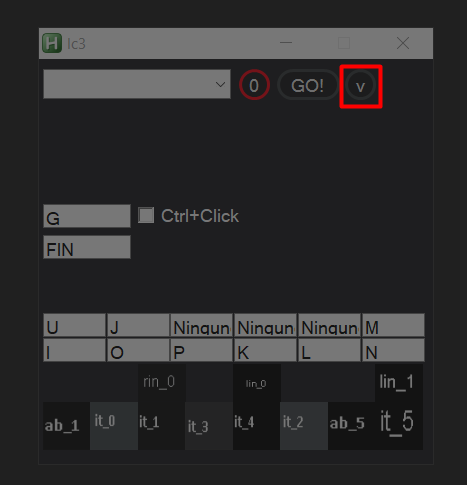 H Ic3
0 GO! v
G Ctrl+Click
FIN
U J Ningun Ningun Ningun M
I O P K L N
rin_0 lin_0 lin_1
ab_1 it_0 it_1 it_3 it_4 it_2 ab_5 it_5